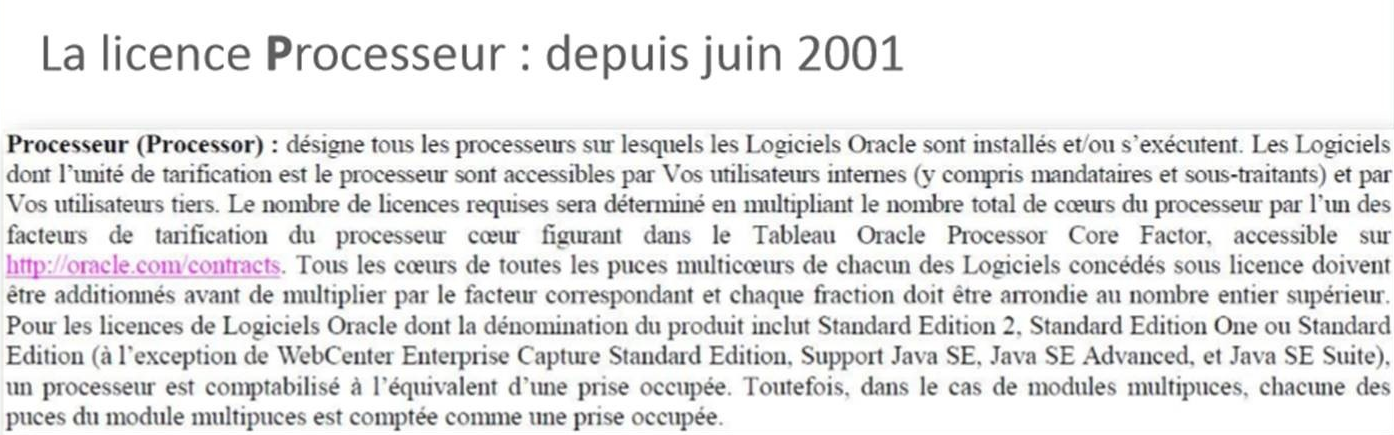 La licence Processeur : depuis juin 2001
Processeur (Processor) : désigne tous les processeurs sur lesquels les Logiciels Oracle sont installés et/ou s’exécutent. Les Logiciels
dont l’unité de tarification est le processeur sont accessibles par Vos utilisateurs internes (y compris mandataires et sous-traitants) et par
Vos utilisateurs tiers. Le nombre de licences requises sera déterminé en multipliant le nombre total de cœurs du processeur par l’un des
facteurs de tarification du processeur cœur figurant dans le Tableau Oracle Processor Core Factor, accessible sur
http://oracle.com/contracts. Tous les cœurs de toutes les puces multicœurs de chacun des Logiciels concédés sous licence doivent
être additionnés avant de multiplier par le facteur correspondant et chaque fraction doit être arrondie au nombre entier supérieur.
Pour les licences de Logiciels Oracle dont la dénomination du produit inclut Standard Edition 2, Standard Edition One ou Standard
Edition (à l’exception de WebCenter Enterprise Capture Standard Edition, Support Java SE, Java SE Advanced, et Java SE Suite),
un processeur est comptabilisé à l’équivalent d’une prise occupée. Toutefois, dans le cas de modules multipuces, chacune des
puces du module multipuces est comptée comme une prise occupée.